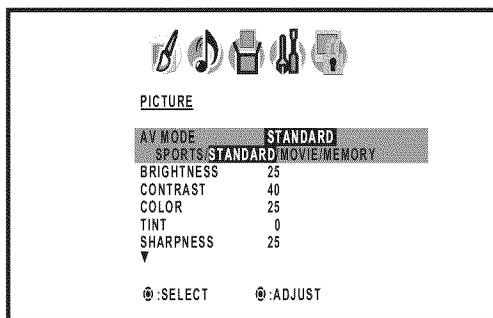 PICTURE
AV MODE STANDARD
SPORTS/STANDARD/MOVIE/MEMORY
BRIGHTNESS 25
CONTRAST 40
COLOR 25
TINT 0
SHARPNESS 25
:SELECT :ADJUST